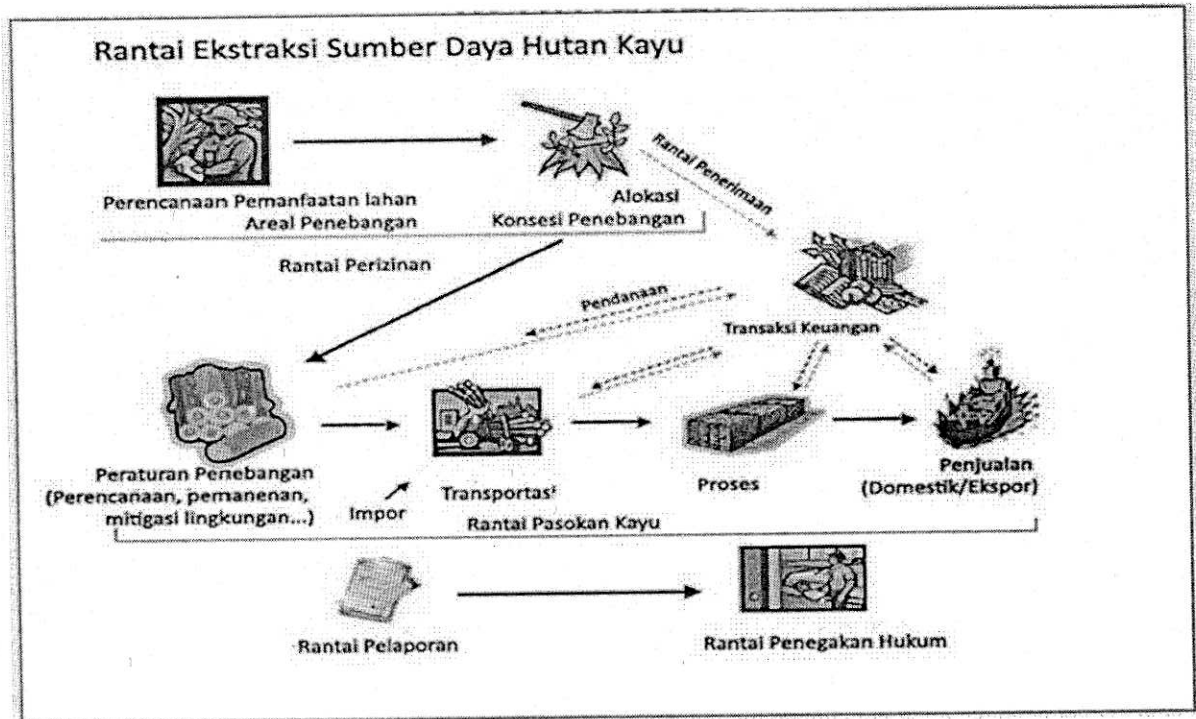 Rantai Ekstraksi Sumber Daya Hutan Kayu
Perencanaan Pemanfaatan lahan
Areal Penebangan
Alokasi
Konsesi Penebangan
Rantai Penerimaan
Rantai Perizinan
Pendanaan
Transaksi Keuangan
Peraturan Penebangan
(Perencanaan, pemanenan,
mitigasi lingkungan...)
Impor
Transportasi
Proses
Penjualan
(Domestik/Ekspor)
Rantai Pasokan Kayu
Rantai Pelaporan
Rantai Penegakan Hukum